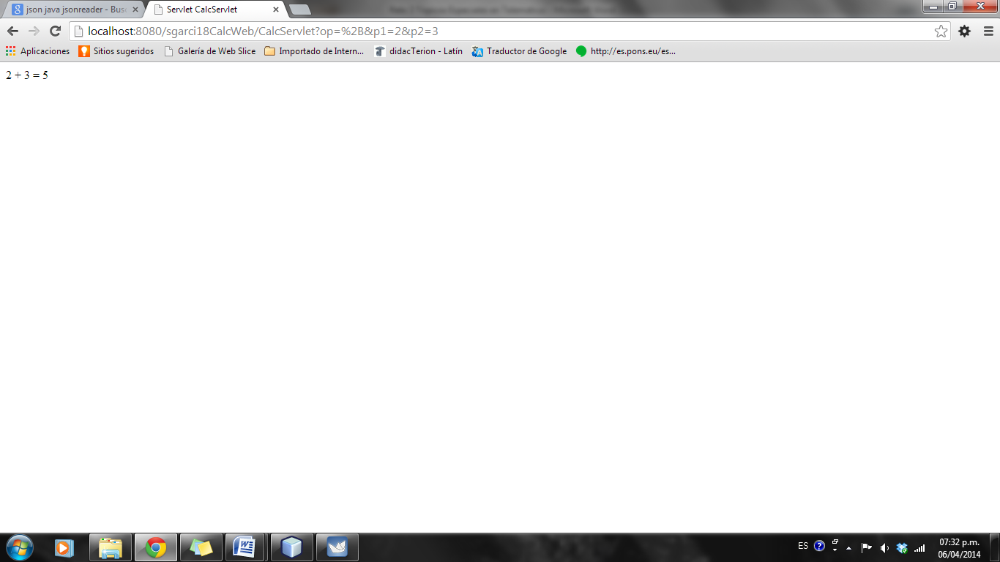 json java jsonreader - Bus
Servlet CalcServlet
localhost:8080/sgarci18CalcWeb/CalcServlet?op=%2B&p1=2&p2=3
Aplicaciones Sitios sugeridos Galería de Web Slice Importado de Intern... didacTerion - Latín Traductor de Google http://es.pons.eu/es...
2 + 3 = 5
ES
07:32 p.m.
06/04/2014